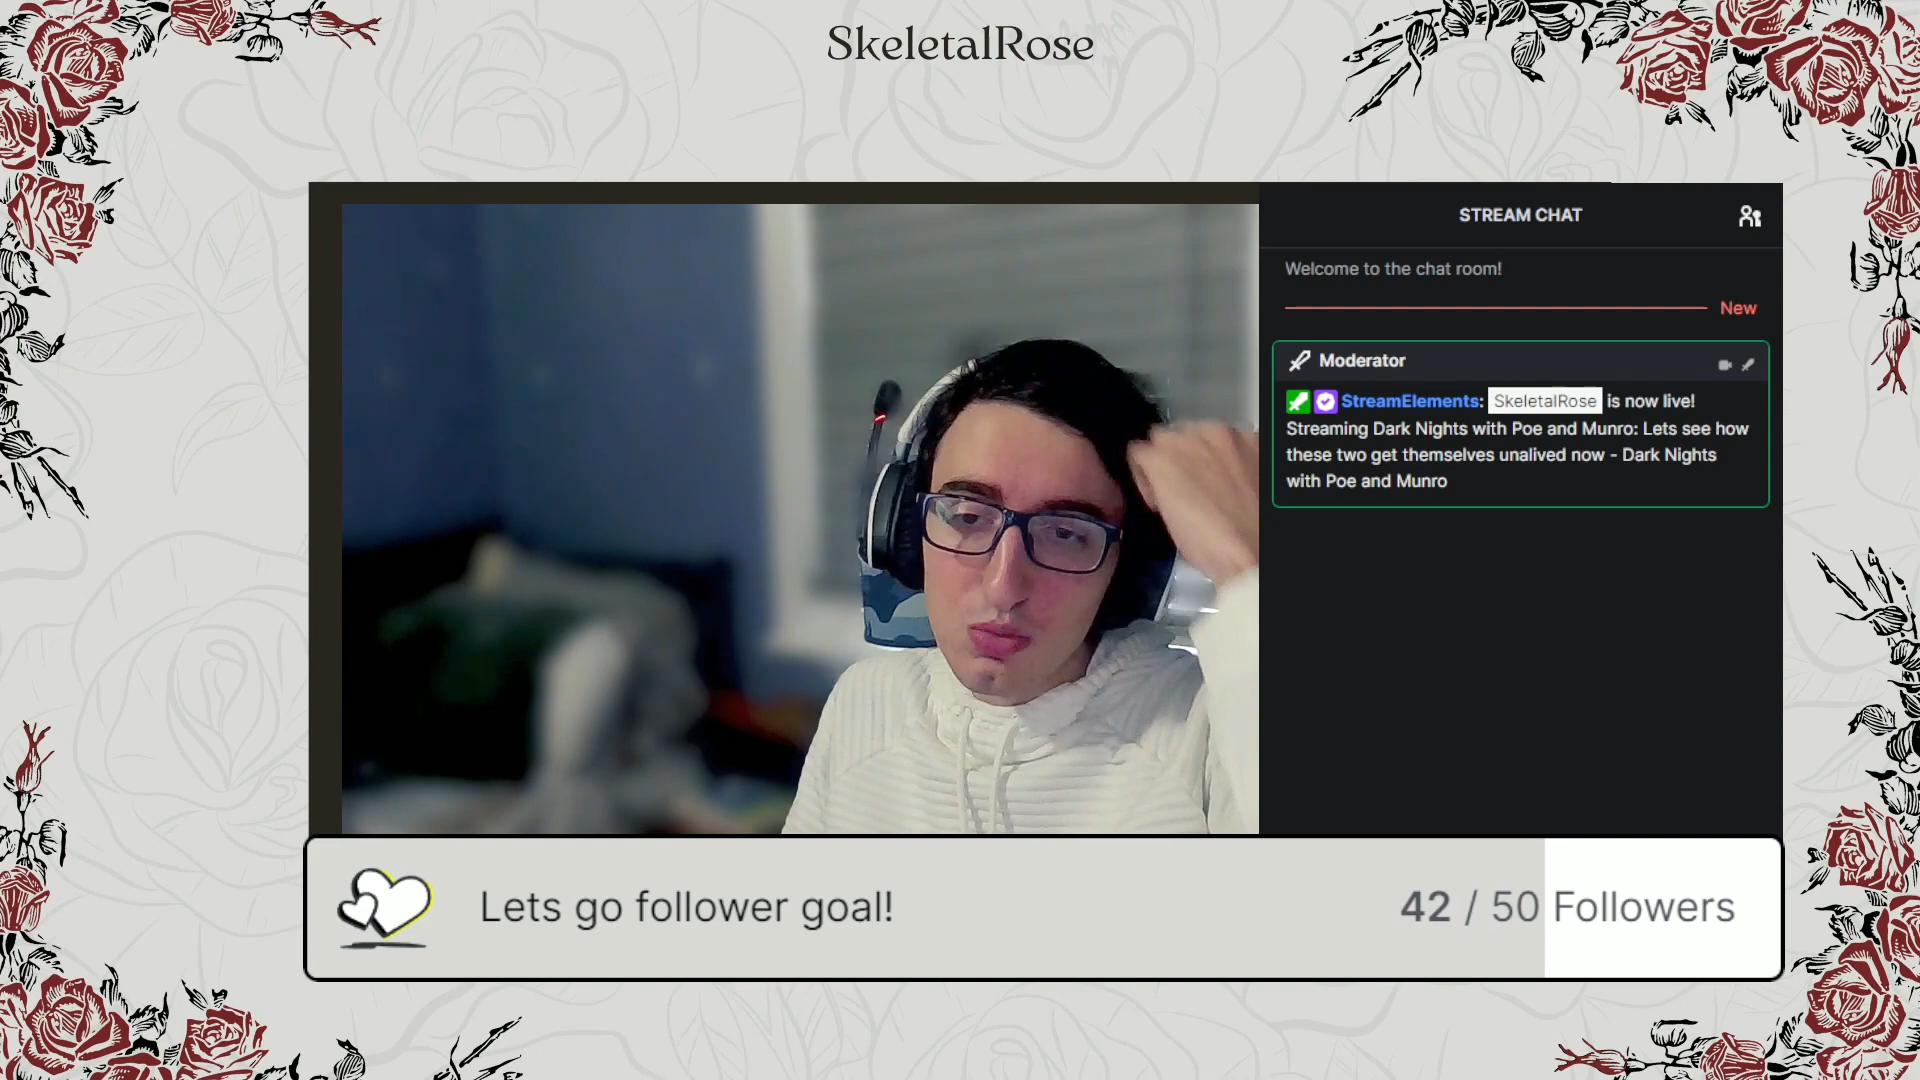 SkeletalRose
STREAM CHAT
Welcome to the chat room!
New
Moderator
StreamElements: SkeletalRose is now live!
Streaming Dark Nights with Poe and Munro: Lets see how
these two get themselves unalived now - Dark Nights
with Poe and Munro
Lets go follower goal!
42 / 50 Followers